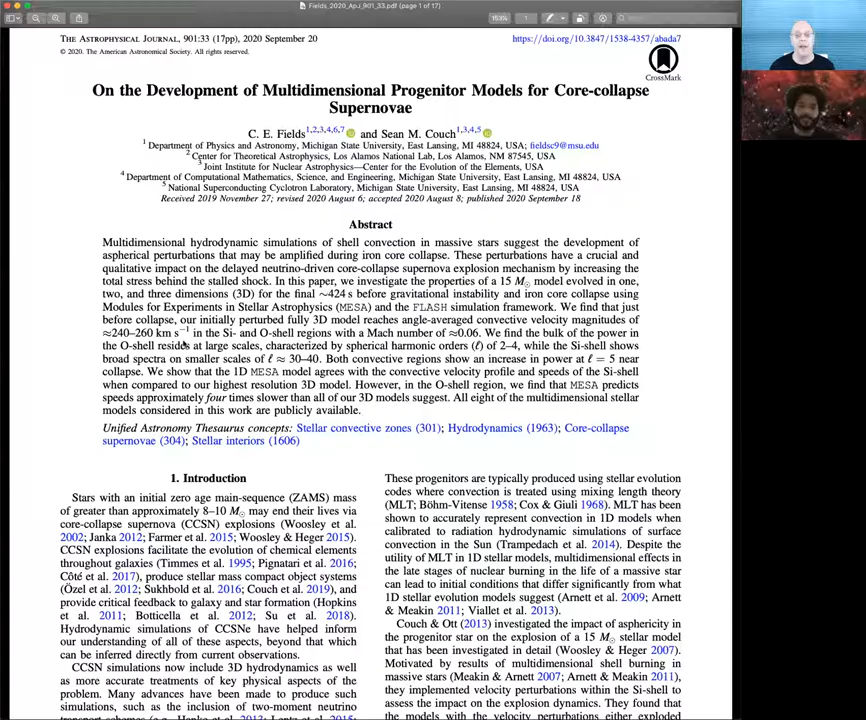 Fields_2020_ApJ_901_33.pdf (page 1 of 17)
153%
1
THE ASTROPHYSICAL JOURNAL, 901:33 (17pp), 2020 September 20
https://doi.org/10.3847/1538-4357/abada7
© 2020. The American Astronomical Society. All rights reserved.
CrossMark
On the Development of Multidimensional Progenitor Models for Core-collapse
Supernovae
C. E. Fields1,2,3,4,6,7 and Sean M. Couch1,3,4,5
1 Department of Physics and Astronomy, Michigan State University, East Lansing, MI 48824, USA; fieldsc9@msu.edu
2 Center for Theoretical Astrophysics, Los Alamos National Lab, Los Alamos, NM 87545, USA
3 Joint Institute for Nuclear Astrophysics—Center for the Evolution of the Elements, USA
4 Department of Computational Mathematics, Science, and Engineering, Michigan State University, East Lansing, MI 48824, USA
5 National Superconducting Cyclotron Laboratory, Michigan State University, East Lansing, MI 48824, USA
Received 2019 November 27; revised 2020 August 6; accepted 2020 August 8; published 2020 September 18
Abstract
Multidimensional hydrodynamic simulations of shell convection in massive stars suggest the development of
aspherical perturbations that may be amplified during iron core collapse. These perturbations have a crucial and
qualitative impact on the delayed neutrino-driven core-collapse supernova explosion mechanism by increasing the
total stress behind the stalled shock. In this paper, we investigate the properties of a 15 M⊙ model evolved in one,
two, and three dimensions (3D) for the final ∼424 s before gravitational instability and iron core collapse using
Modules for Experiments in Stellar Astrophysics (MESA) and the FLASH simulation framework. We find that just
before collapse, our initially perturbed fully 3D model reaches angle-averaged convective velocity magnitudes of
≈240–260 km s−1 in the Si- and O-shell regions with a Mach number of ≈0.06. We find the bulk of the power in
the O-shell resides at large scales, characterized by spherical harmonic orders (ℓ) of 2–4, while the Si-shell shows
broad spectra on smaller scales of ℓ ≈ 30–40. Both convective regions show an increase in power at ℓ = 5 near
collapse. We show that the 1D MESA model agrees with the convective velocity profile and speeds of the Si-shell
when compared to our highest resolution 3D model. However, in the O-shell region, we find that MESA predicts
speeds approximately four times slower than all of our 3D models suggest. All eight of the multidimensional stellar
models considered in this work are publicly available.
Unified Astronomy Thesaurus concepts: Stellar convective zones (301); Hydrodynamics (1963); Core-collapse
supernovae (304); Stellar interiors (1606)
1. Introduction
Stars with an initial zero age main-sequence (ZAMS) mass
of greater than approximately 8–10 M⊙ may end their lives via
core-collapse supernova (CCSN) explosions (Woosley et al.
2002; Janka 2012; Farmer et al. 2015; Woosley & Heger 2015).
CCSN explosions facilitate the evolution of chemical elements
throughout galaxies (Timmes et al. 1995; Pignatari et al. 2016;
Côté et al. 2017), produce stellar mass compact object systems
(Özel et al. 2012; Sukhbold et al. 2016; Couch et al. 2019), and
provide critical feedback to galaxy and star formation (Hopkins
et al. 2011; Botticella et al. 2012; Su et al. 2018).
Hydrodynamic simulations of CCSNe have helped inform
our understanding of all of these aspects, beyond that which
can be inferred directly from current observations.
CCSN simulations now include 3D hydrodynamics as well
as more accurate treatments of key physical aspects of the
problem. Many advances have been made to produce such
simulations, such as the inclusion of two-moment neutrino
transport schemes (e.g., Hanke et al. 2013; Lentz et al. 2015;
These progenitors are typically produced using stellar evolution
codes where convection is treated using mixing length theory
(MLT; Böhm-Vitense 1958; Cox & Giuli 1968). MLT has been
shown to accurately represent convection in 1D models when
calibrated to radiation hydrodynamic simulations of surface
convection in the Sun (Trampedach et al. 2014). Despite the
utility of MLT in 1D stellar models, multidimensional effects in
the late stages of nuclear burning in the life of a massive star
can lead to initial conditions that differ significantly from what
1D stellar evolution models suggest (Arnett et al. 2009; Arnett
& Meakin 2011; Viallet et al. 2013).
Couch & Ott (2013) investigated the impact of asphericity in
the progenitor star on the explosion of a 15 M⊙ stellar model
that has been investigated in detail (Woosley & Heger 2007).
Motivated by results of multidimensional shell burning in
massive stars (Meakin & Arnett 2007; Arnett & Meakin 2011),
they implemented velocity perturbations within the Si-shell to
assess the impact on the explosion dynamics. They found that
the models with the velocity perturbations either exploded